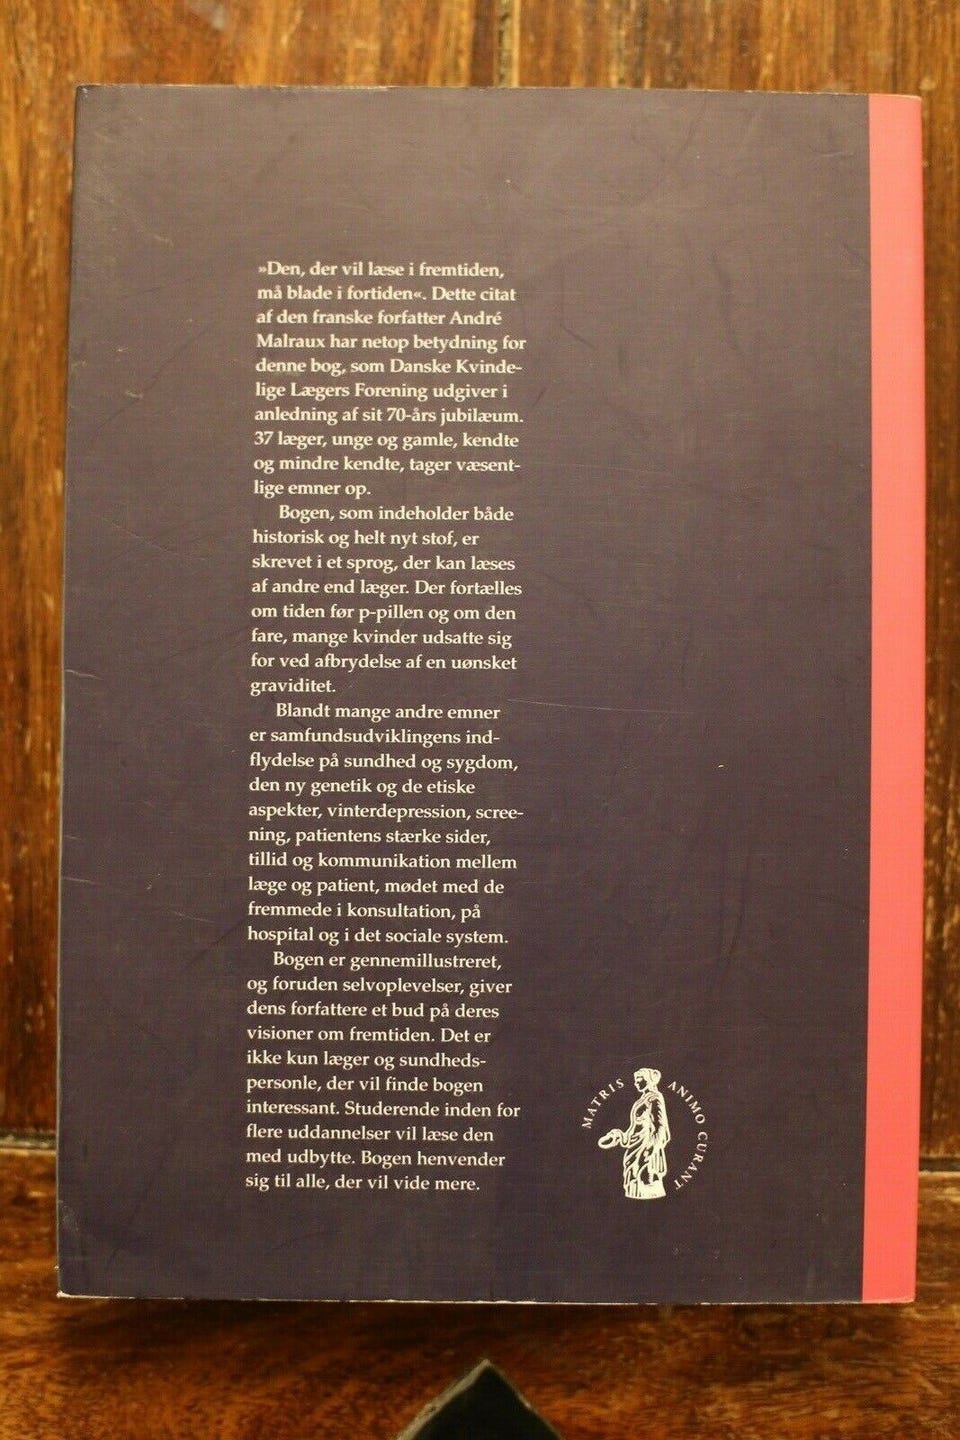 »Den, der vil læse i fremtiden,
må blade i fortiden«. Dette citat
af den franske forfatter André
Malraux har netop betydning for
denne bog, som Danske Kvinde-
lige Lægers Forening udgiver i
anledning af sit 70-års jubilæum.
37 læger, unge og gamle, kendte
og mindre kendte, tager væsent-
lige emner op.
Bogen, som indeholder både
historisk og helt nyt stof, er
skrevet i et sprog, der kan læses
af andre end læger. Der fortælles
om tiden før p-pillen og om den
fare, mange kvinder udsatte sig
for ved afbrydelse af en uønsket
graviditet.
Blandt mange andre emner
er samfundsudviklingens ind-
flydelse på sundhed og sygdom,
den ny genetik og de etiske
aspekter, vinterdepression, scree-
ning, patientens stærke sider,
tillid og kommunikation mellem
læge og patient, mødet med de
fremmede i konsultation, på
hospital og i det sociale system.
Bogen er gennemillustreret,
og foruden selvoplevelser, giver
dens forfattere et bud på deres
visioner om fremtiden. Det er
ikke kun læger og sundheds-
personle, der vil finde bogen
interessant. Studerende inden for
flere uddannelser vil læse den
med udbytte. Bogen henvender
sig til alle, der vil vide mere.
MATRIS ANIMO CURANT